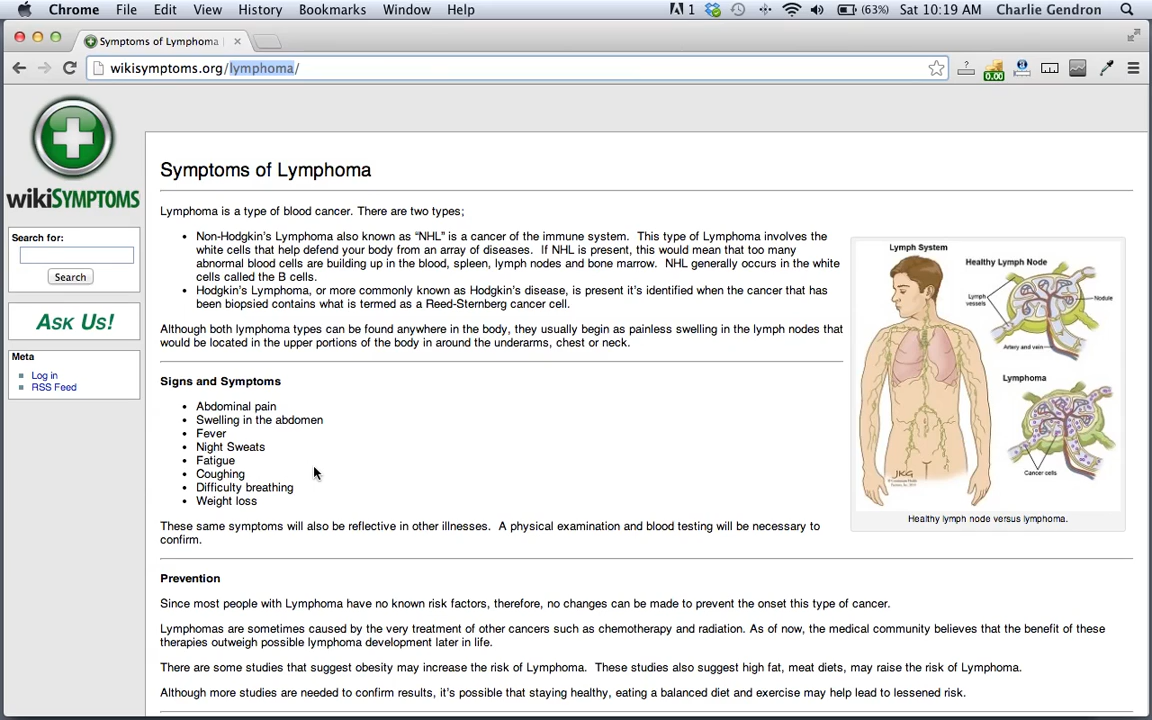 Chrome File Edit View History Bookmarks Window Help 1 (63%) Sat 10:19 AM Charlie Gendron
Symptoms of Lymphoma
wikisymptoms.org/lymphoma/
0.00
wikiSYMPTOMS
Search for:
Search
ASK US!
Meta
Log in
RSS Feed
Symptoms of Lymphoma
Lymphoma is a type of blood cancer. There are two types;
• Non-Hodgkin's Lymphoma also known as “NHL” is a cancer of the immune system. This type of Lymphoma involves the
white cells that help defend your body from an array of diseases. If NHL is present, this would mean that too many
abnormal blood cells are building up in the blood, spleen, lymph nodes and bone marrow. NHL generally occurs in the white
cells called the B cells.
• Hodgkin's Lymphoma, or more commonly known as Hodgkin's disease, is present it's identified when the cancer that has
been biopsied contains what is termed as a Reed-Sternberg cancer cell.
Although both lymphoma types can be found anywhere in the body, they usually begin as painless swelling in the lymph nodes that
would be located in the upper portions of the body in around the underarms, chest or neck.
Lymph System
Healthy Lymph Node
Lymph
vessels
Nodule
Artery and vein
Lymphoma
Cancer cells
JKG
Healthy lymph node versus lymphoma.
Signs and Symptoms
• Abdominal pain
• Swelling in the abdomen
• Fever
• Night Sweats
• Fatigue
• Coughing
• Difficulty breathing
• Weight loss
These same symptoms will also be reflective in other illnesses. A physical examination and blood testing will be necessary to
confirm.
Prevention
Since most people with Lymphoma have no known risk factors, therefore, no changes can be made to prevent the onset this type of cancer.
Lymphomas are sometimes caused by the very treatment of other cancers such as chemotherapy and radiation. As of now, the medical community believes that the benefit of these
therapies outweigh possible lymphoma development later in life.
There are some studies that suggest obesity may increase the risk of Lymphoma. These studies also suggest high fat, meat diets, may raise the risk of Lymphoma.
Although more studies are needed to confirm results, it's possible that staying healthy, eating a balanced diet and exercise may help lead to lessened risk.